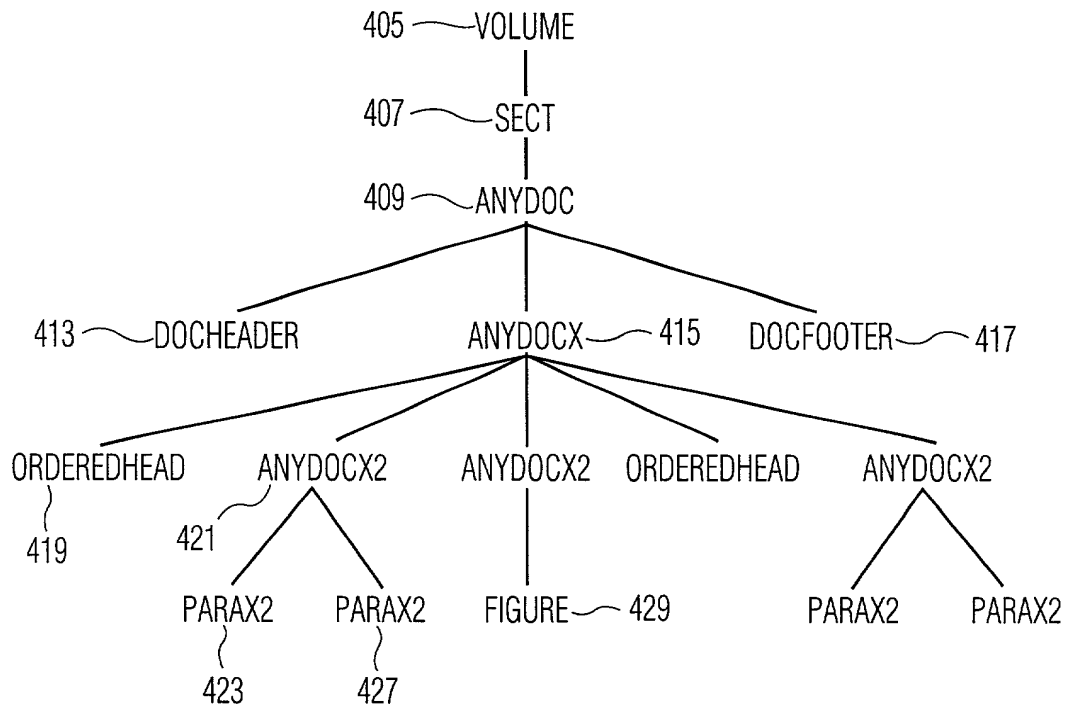 405 VOLUME
407 SECT
409 ANYDOC
413 DOCHEADER ANYDOCX 415 DOCFOOTER 417
ORDEREDHEAD ANYDOCX2 ANYDOCX2 ORDEREDHEAD ANYDOCX2
419 421
PARAX2 PARAX2 FIGURE 429 PARAX2 PARAX2
423 427